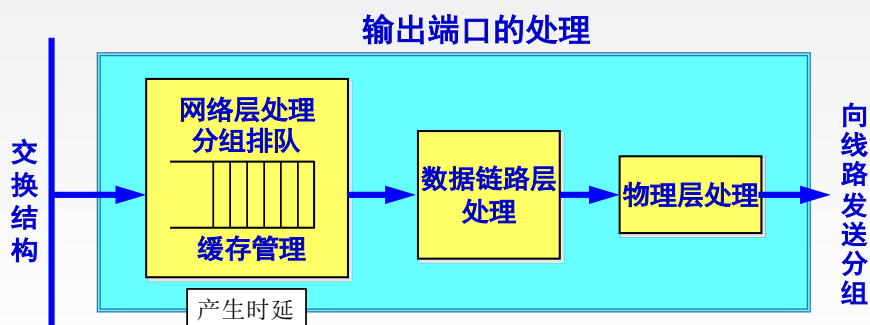 输出端口的处理
交换结构
网络层处理
分组排队
缓存管理
产生时延
数据链路层
处理
物理层处理
向线路发送分组